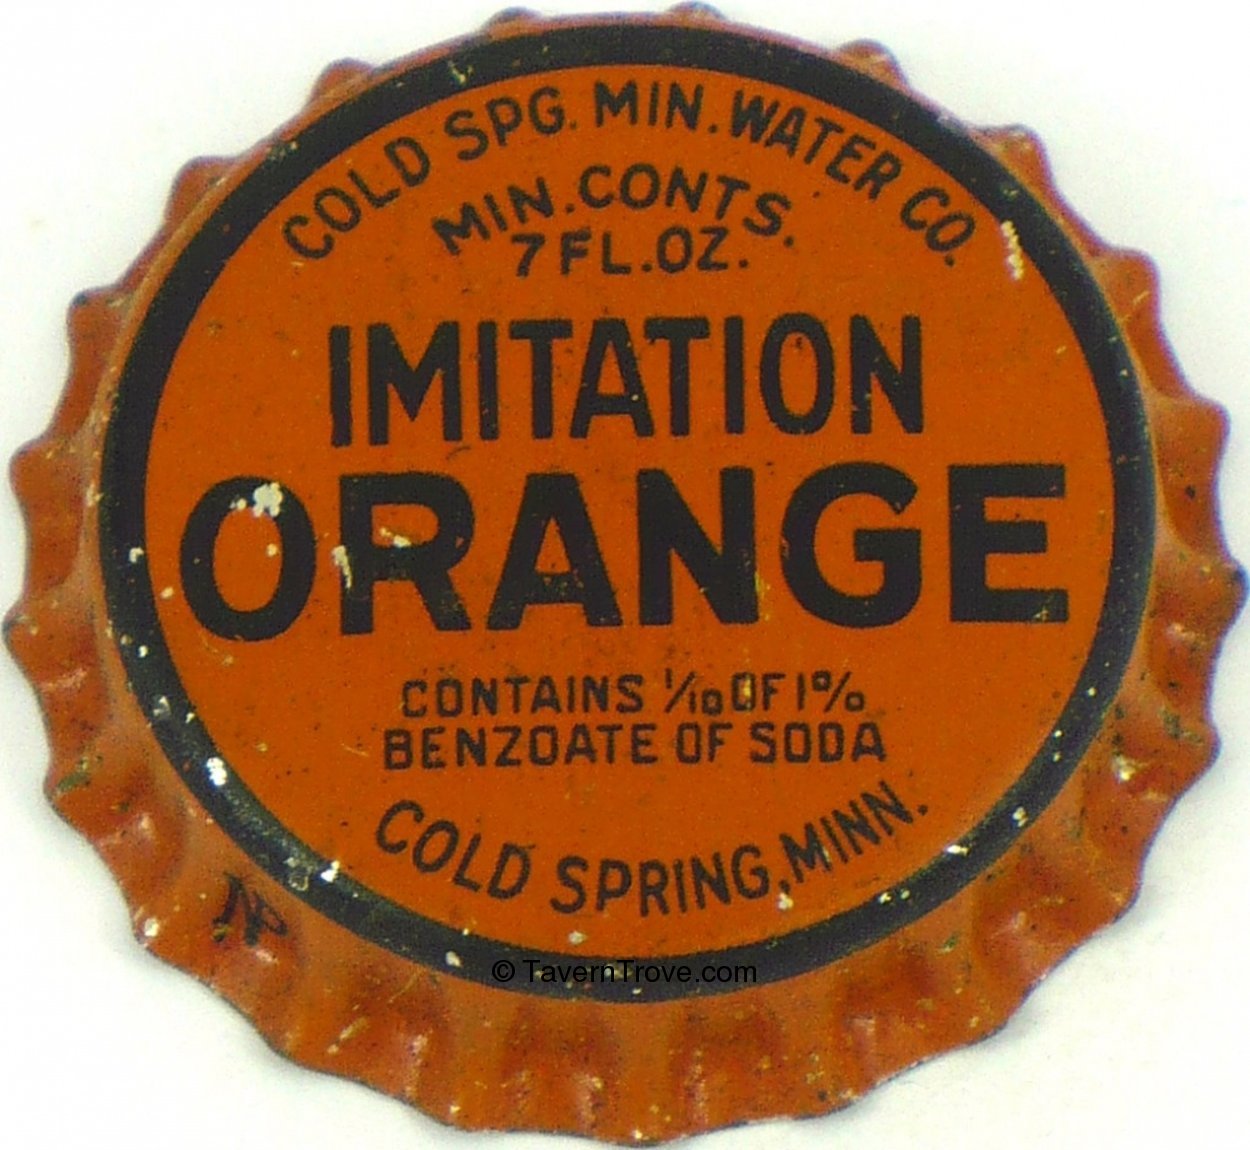 COLD SPG. MIN. WATER CO.
MIN. CONTS.
7 FL. OZ.
IMITATION
ORANGE
CONTAINS 1/10 OF 1%
BENZOATE OF SODA
COLD SPRING, MINN.
NP
© TavernTrove.com